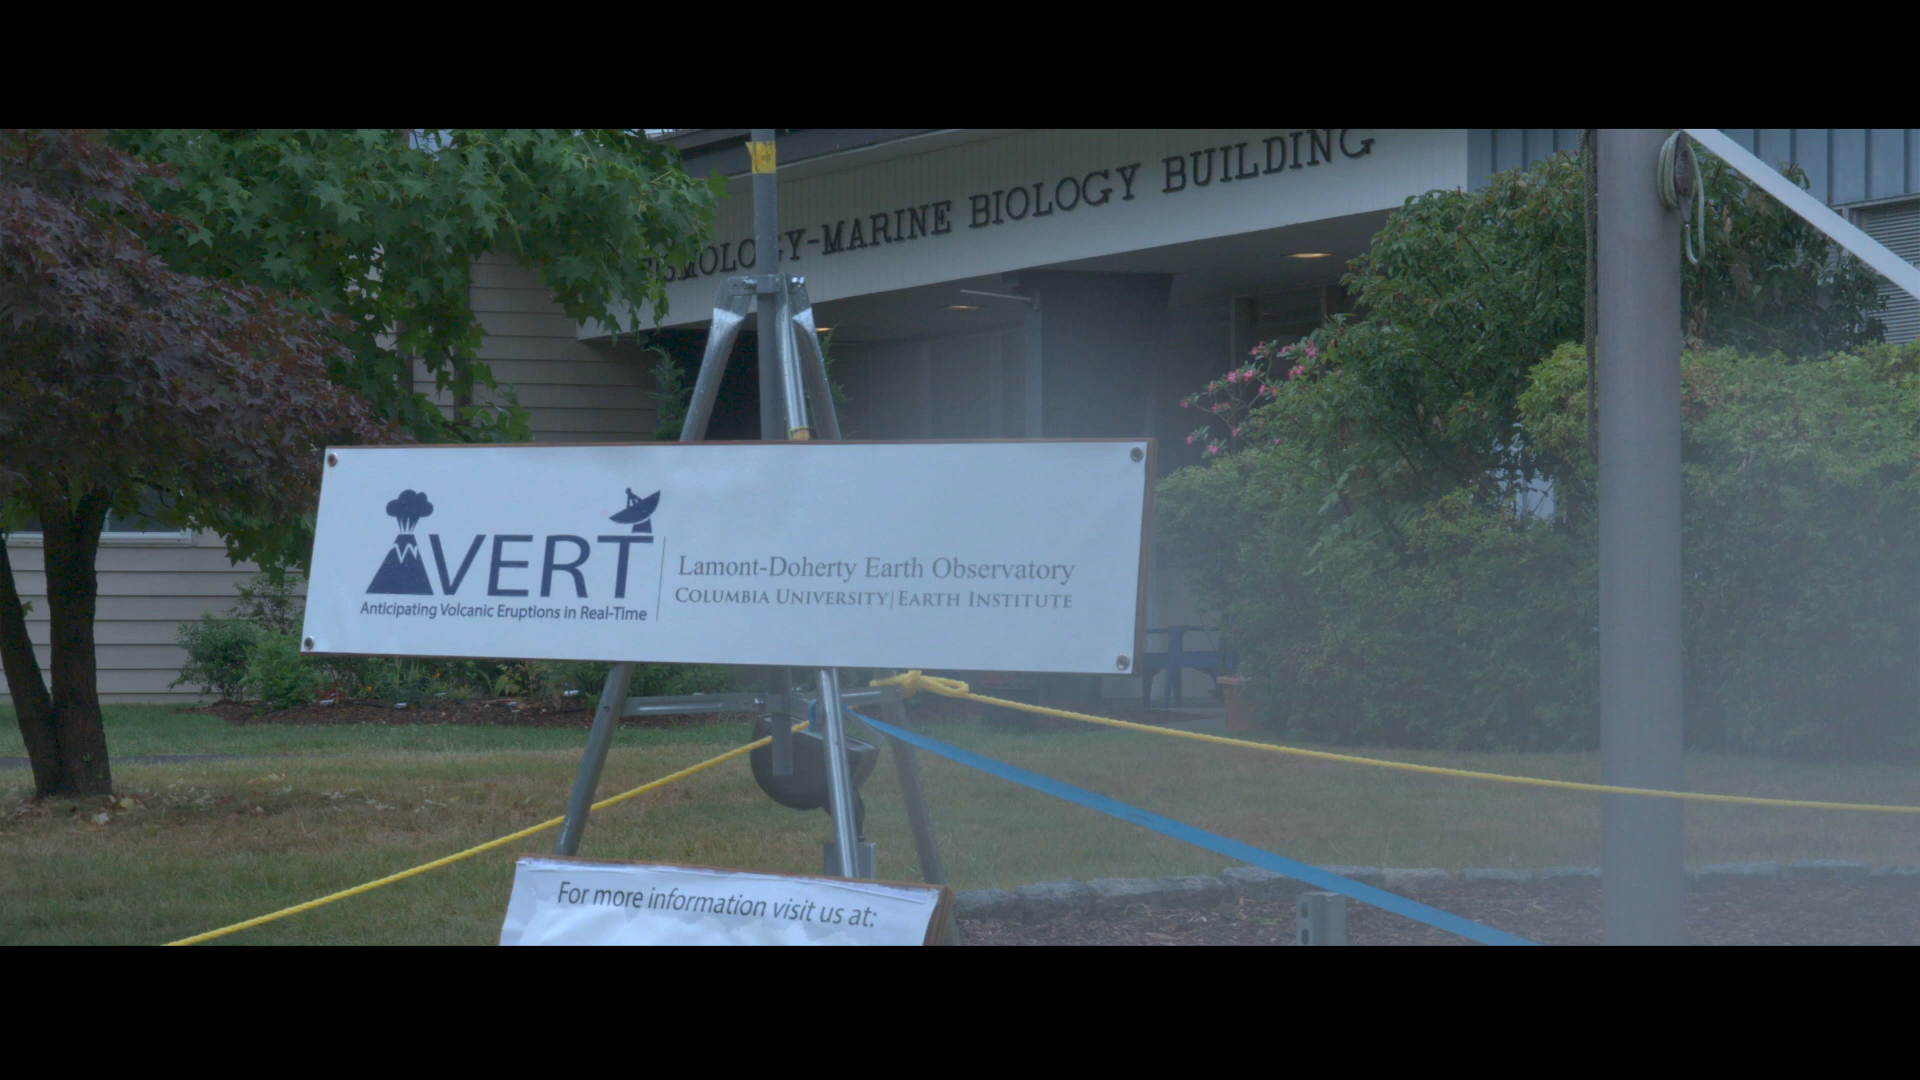 MARINE BIOLOGY BUILDING
AVERT
Anticipating Volcanic Eruptions in Real-Time
Lamont-Doherty Earth Observatory
COLUMBIA UNIVERSITY|EARTH INSTITUTE
For more information visit us at: